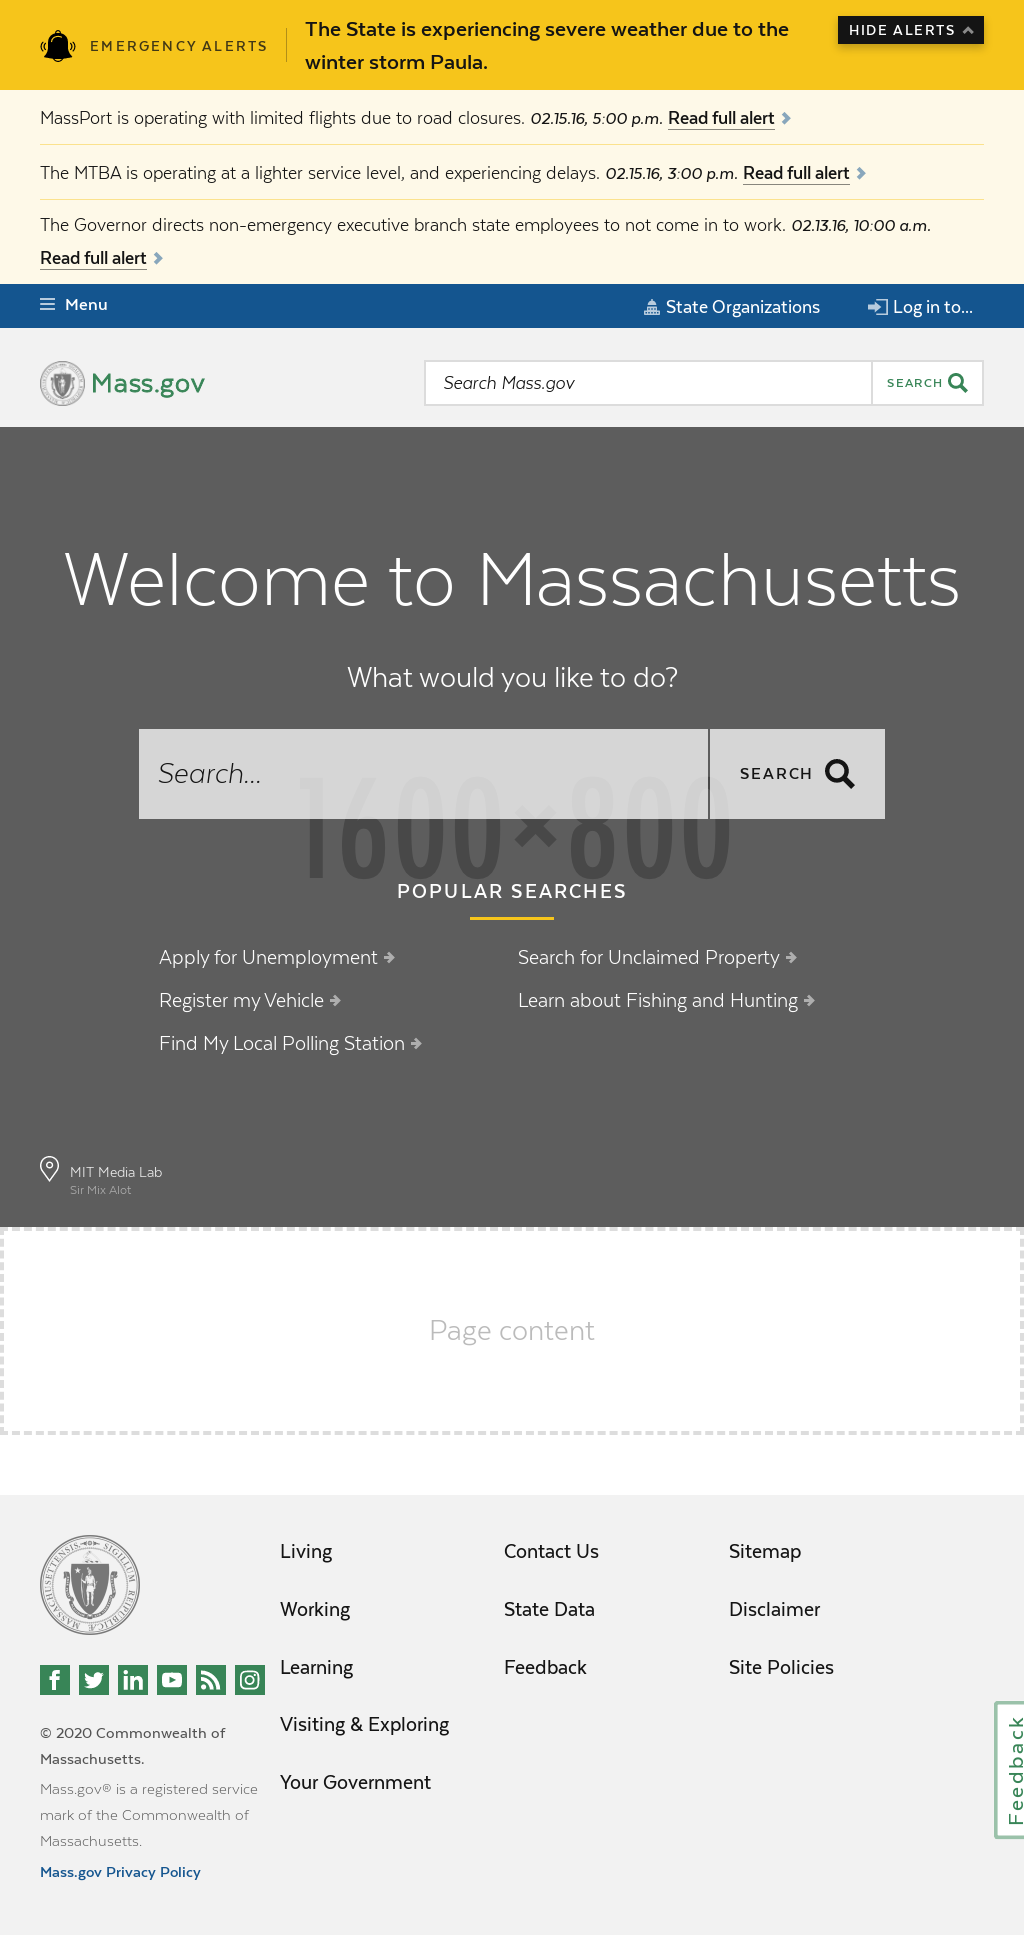 EMERGENCY ALERTS
The State is experiencing severe weather due to the
winter storm Paula.
HIDE ALERTS
MassPort is operating with limited flights due to road closures. 02.15.16, 5:00 p.m. Read full alert
The MTBA is operating at a lighter service level, and experiencing delays. 02.15.16, 3:00 p.m. Read full alert
The Governor directs non-emergency executive branch state employees to not come in to work. 02.13.16, 10:00 a.m.
Read full alert
Menu
State Organizations
Log in to...
Mass.gov
Search Mass.gov
SEARCH
Welcome to Massachusetts
What would you like to do?
Search...
SEARCH
1600×800
POPULAR SEARCHES
Apply for Unemployment
Search for Unclaimed Property
Register my Vehicle
Learn about Fishing and Hunting
Find My Local Polling Station
MIT Media Lab
Sir Mix Alot
Page content
Living
Contact Us
Sitemap
Working
State Data
Disclaimer
Learning
Feedback
Site Policies
Visiting & Exploring
Your Government
© 2020 Commonwealth of
Massachusetts.
Mass.gov® is a registered service
mark of the Commonwealth of
Massachusetts.
Mass.gov Privacy Policy
Feedback